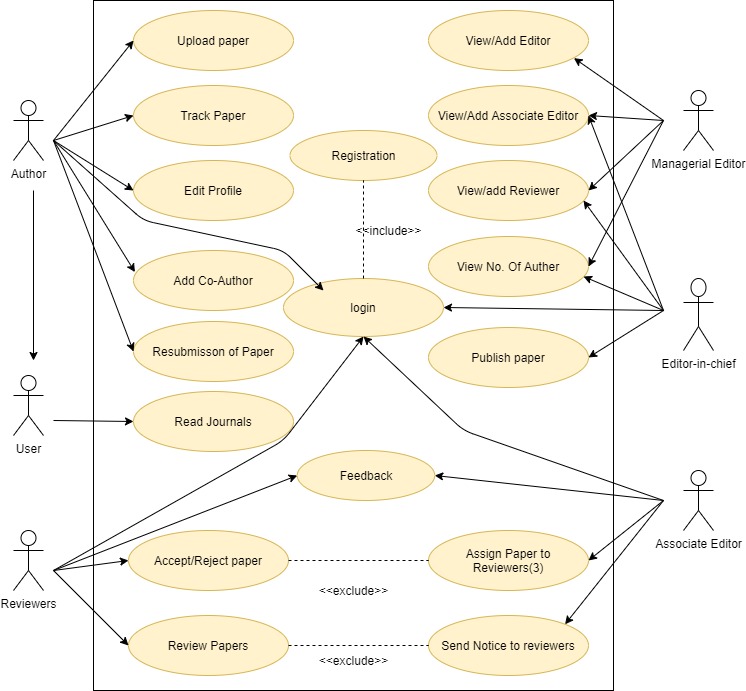 Upload paper
View/Add Editor
Track Paper
View/Add Associate Editor
Managerial Editor
Author
Registration
Edit Profile
View/add Reviewer
<<include>>
View No. Of Auther
Add Co-Author
login
Resubmisson of Paper
Publish paper
Editor-in-chief
Read Journals
User
Feedback
Associate Editor
Accept/Reject paper
Assign Paper to
Reviewers(3)
<<exclude>>
Reviewers
Review Papers
Send Notice to reviewers
<<exclude>>